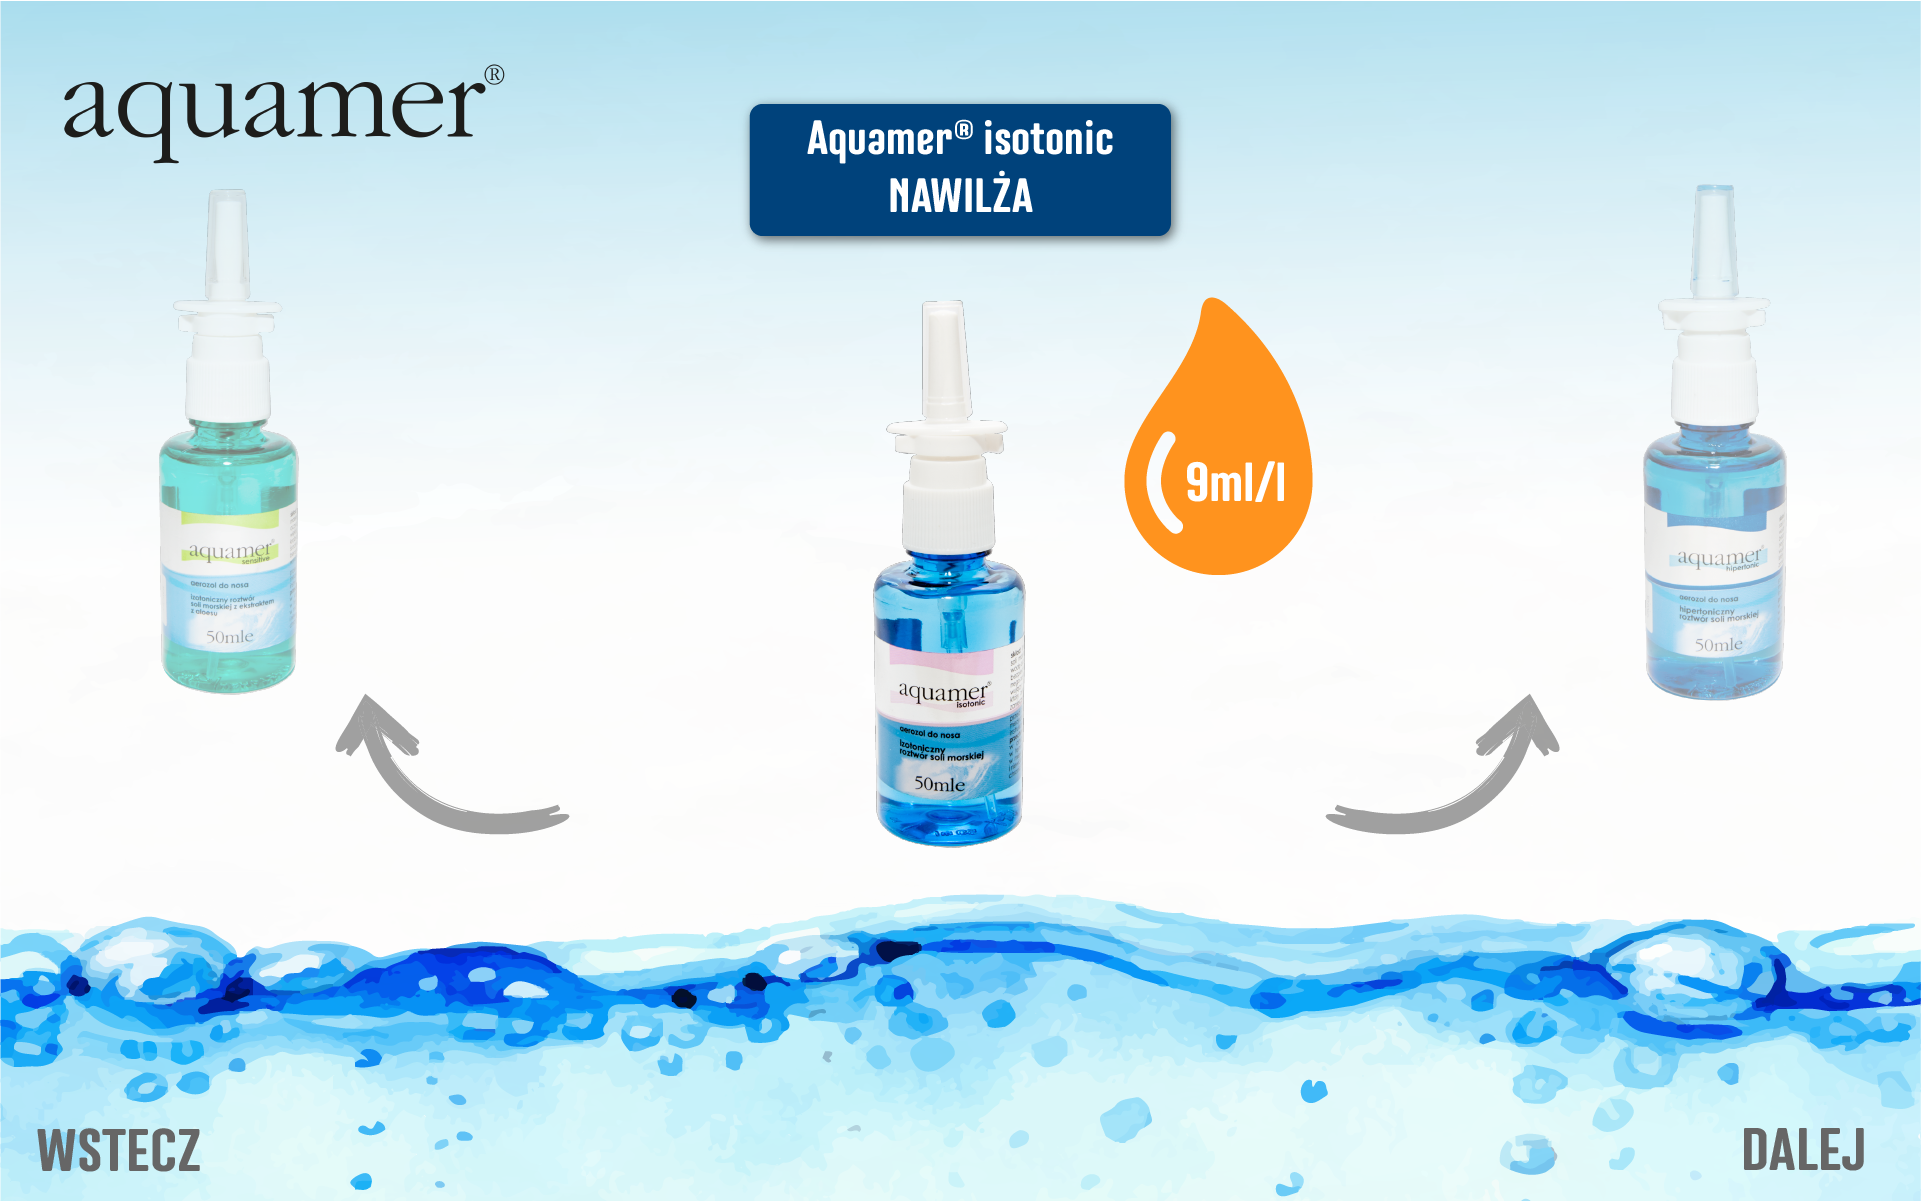 aquamer®
Aquamer® isotonic
NAWILŻA
9ml/l
aquamer®
sensitive
aerozol do nosa
izotoniczny roztwór
soli morskiej z ekstraktem
z aloesu
50mle
aquamer®
isotonic
aerozol do nosa
izotoniczny
roztwór soli morskiej
50mle
aquamer®
hipertonic
aerozol do nosa
hipertoniczny
roztwór soli morskiej
50mle
WSTECZ
DALEJ